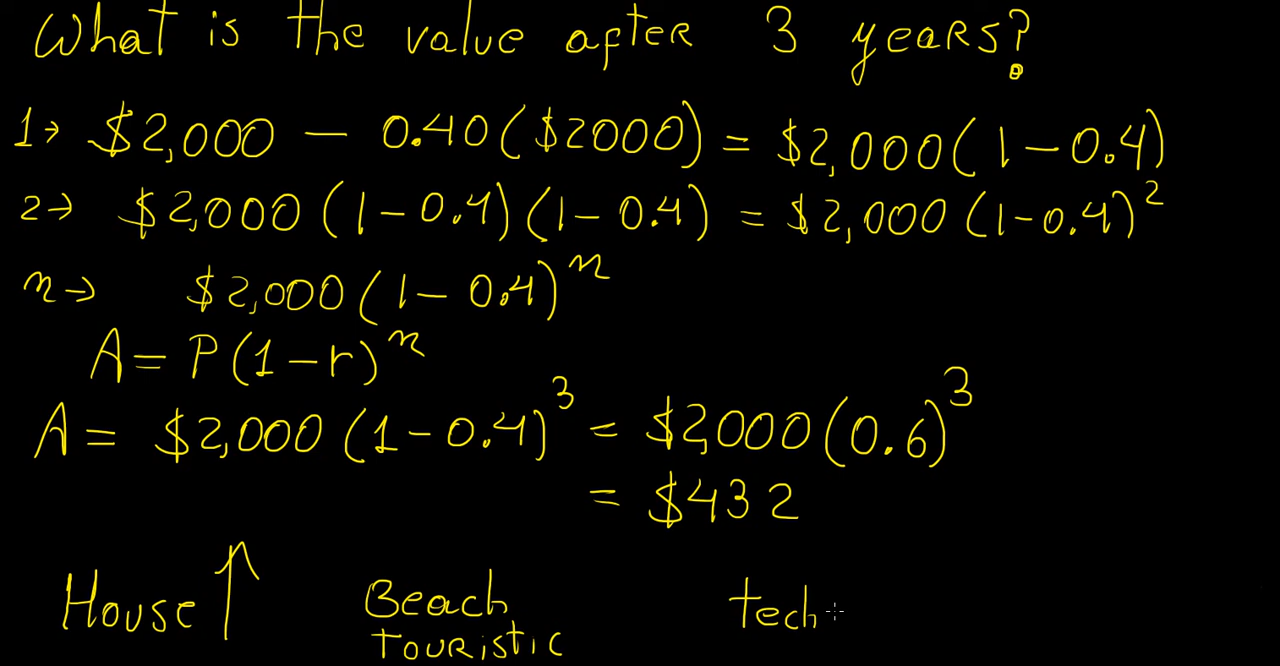 What is the value after 3 years?
1→ $2,000 - 0.40($2000) = $2,000(1-0.4)
2→ $2,000(1-0.4)(1-0.4) = $2,000(1-0.4)²
n→ $2,000(1-0.4)ⁿ
A = P(1-r)ⁿ
A = $2,000(1-0.4)³ = $2,000(0.6)³
= $432
House↑ Beach tech
Touristic